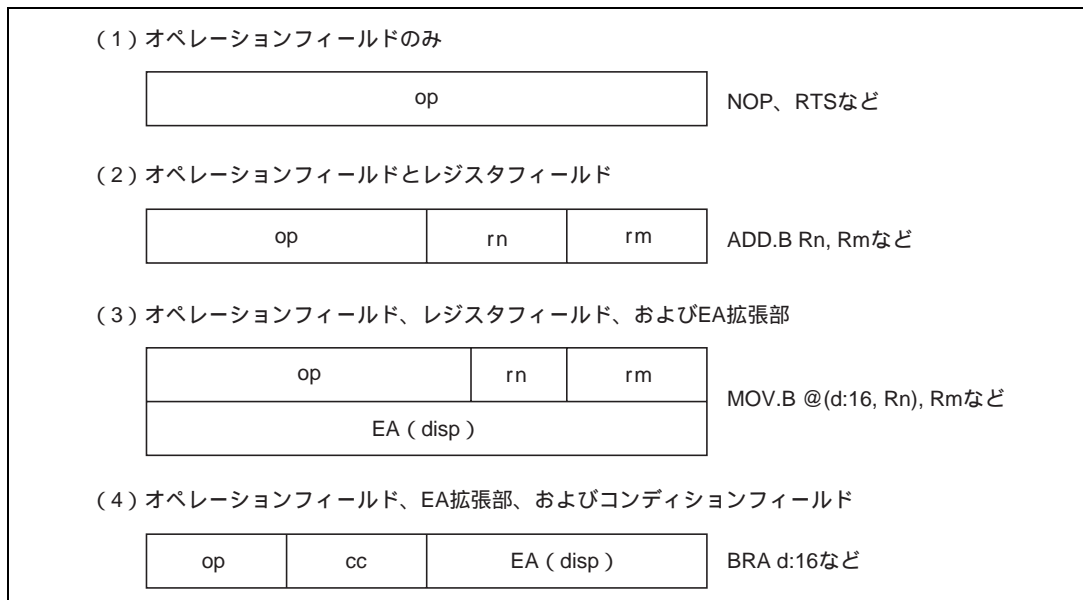 （1）オペレーションフィールドのみ
op
NOP、RTSなど
（2）オペレーションフィールドとレジスタフィールド
op rn rm
ADD.B Rn, Rmなど
（3）オペレーションフィールド、レジスタフィールド、およびEA拡張部
op rn rm
EA（disp）
MOV.B @(d:16, Rn), Rmなど
（4）オペレーションフィールド、EA拡張部、およびコンディションフィールド
op cc EA（disp）
BRA d:16など